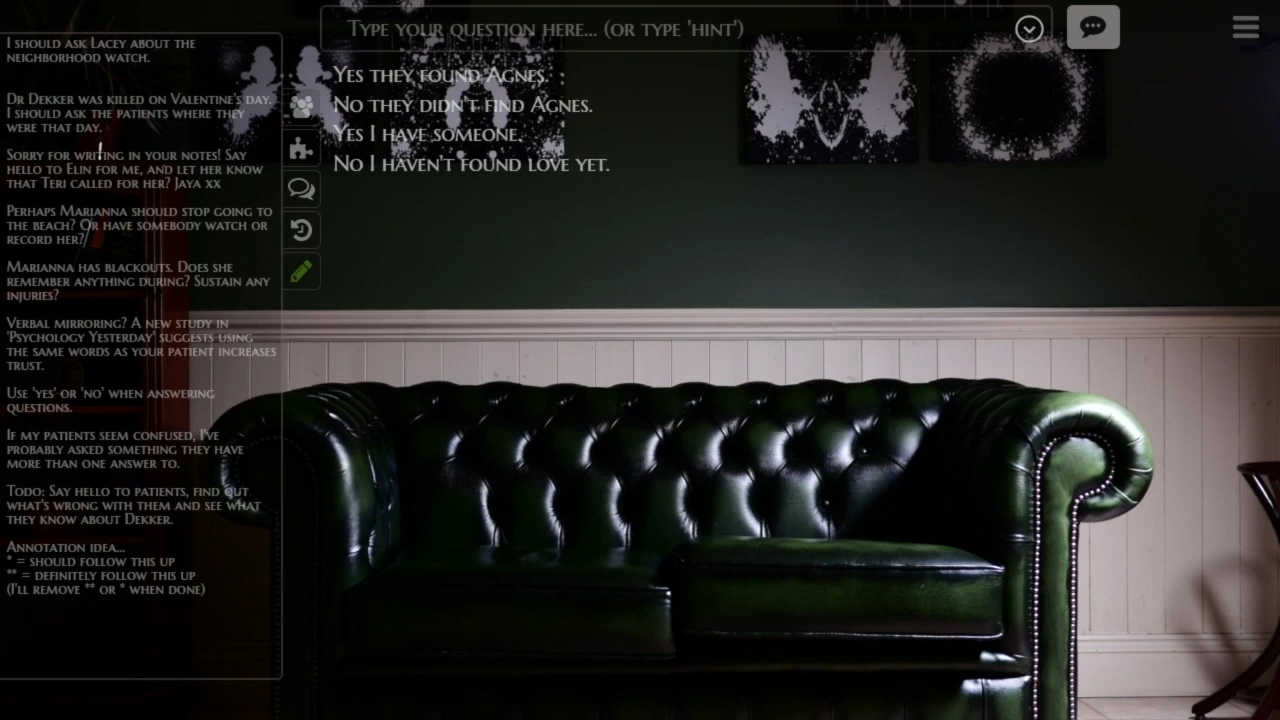 Type your question here... (or type 'hint')
Yes they found Agnes.
No they didn't find Agnes.
Yes I have someone.
No I haven't found love yet.
I should ask Lacey about the
neighborhood watch.
Dr Dekker was killed on Valentine's day.
I should ask the patients where they
were that day.
Sorry for writing in your notes! Say
hello to Elin for me, and let her know
that Teri called for her? Jaya xx
Perhaps Marianna should stop going to
the beach? Or have somebody watch or
record her?
Marianna has blackouts. Does she
remember anything during? Sustain any
injuries?
Verbal mirroring? A new study in
'Psychology Yesterday' suggests using
the same words as your patient increases
trust.
Use 'yes' or 'no' when answering
questions.
If my patients seem confused, I've
probably asked something they have
more than one answer to.
Todo: Say hello to patients, find out
what's wrong with them and see what
they know about Dekker.
Annotation idea...
* = should follow this up
** = definitely follow this up
(I'll remove ** or * when done)